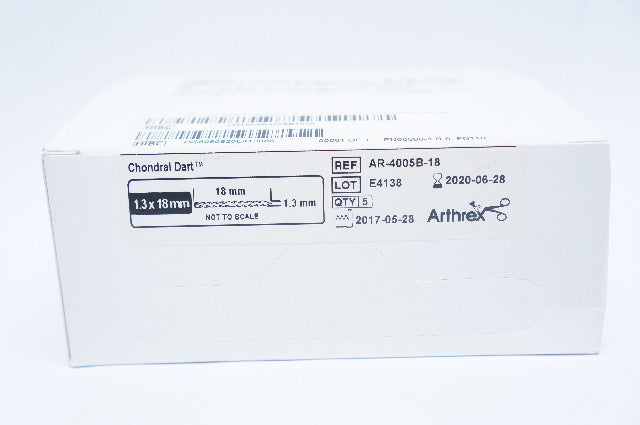 HIBC
Chondral Dart™
1.3 x 18 mm
18 mm
1.3 mm
NOT TO SCALE
REF AR-4005B-18
LOT E4138
2020-06-28
QTY 5
2017-05-28
Arthrex